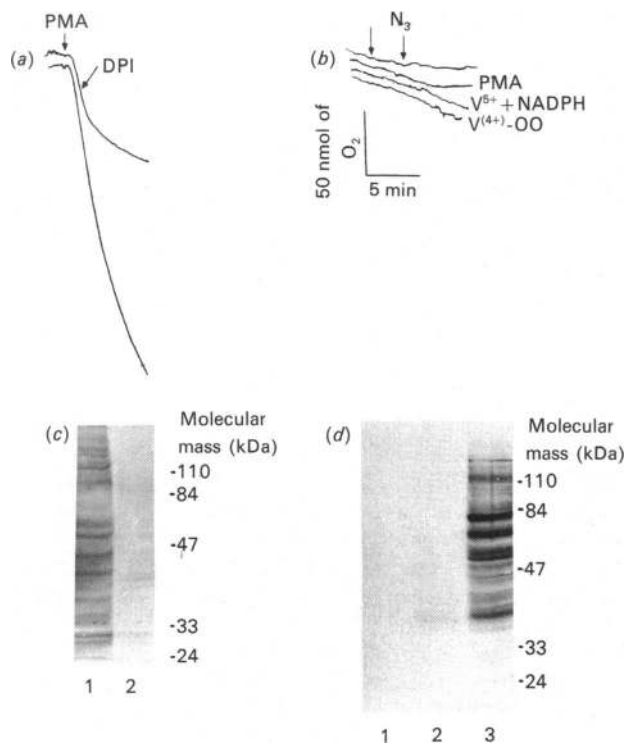 PMA
(a)
DPI
(b)
N₃
PMA
V⁵⁺ + NADPH
V⁽⁴⁺⁾-OO
50 nmol of
O₂
5 min
(c)
Molecular
mass (kDa)
-110
-84
-47
-33
-24
1 2
(d)
Molecular
mass (kDa)
-110
-84
-47
-33
-24
1 2 3